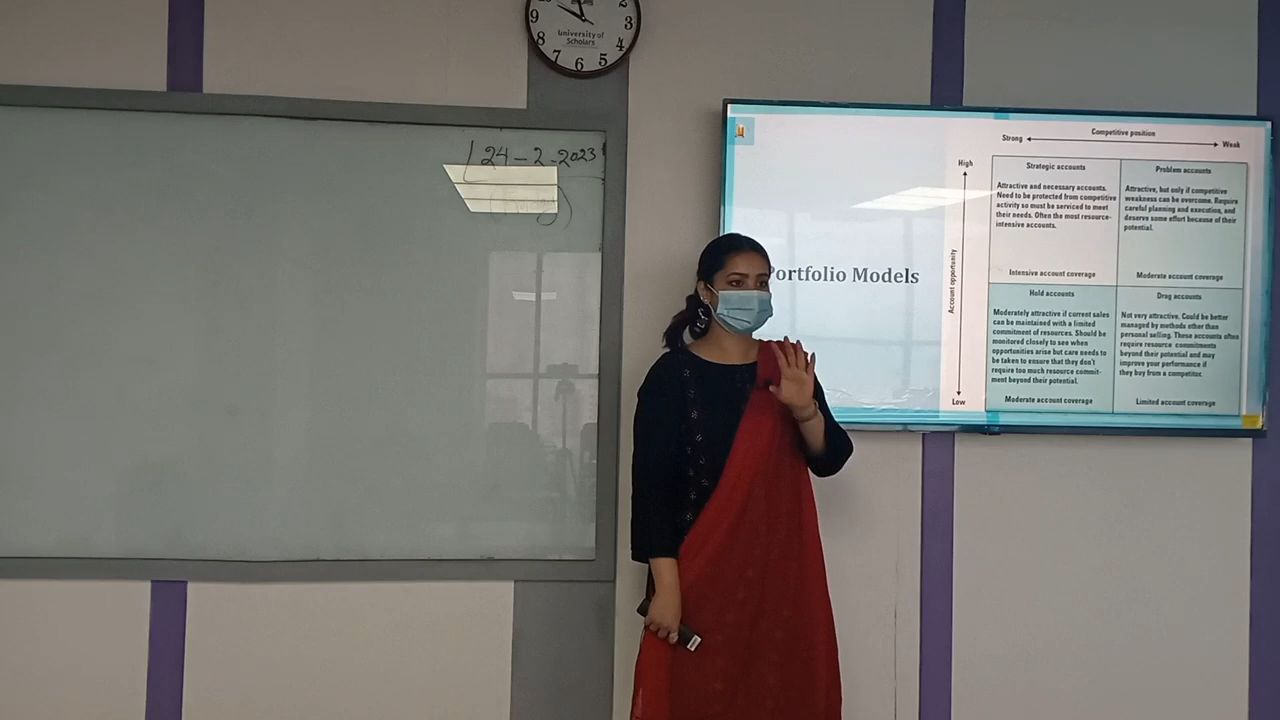 9
8
7
6
5
4
3
2
University of
Scholars
24-2-2023
Portfolio Models
Competitive position
Strong
Weak
High
Account opportunity
Low
Strategic accounts
Attractive and necessary accounts.
Need to be protected from competitive
activity so must be serviced to meet
their needs. Often the most resource-
intensive accounts.
Intensive account coverage
Problem accounts
Attractive, but only if competitive
weakness can be overcome. Require
careful planning and execution, and
deserve some effort because of their
potential.
Moderate account coverage
Hold accounts
Moderately attractive if current sales
can be maintained with a limited
commitment of resources. Should be
monitored closely to see when
opportunities arise but care needs to
be taken to ensure that they don't
require too much resource commit-
ment beyond their potential.
Moderate account coverage
Drag accounts
Not very attractive. Could be better
managed by methods other than
personal selling. These accounts often
require resource commitments
beyond their potential and may
improve your performance if
they buy from a competitor.
Limited account coverage